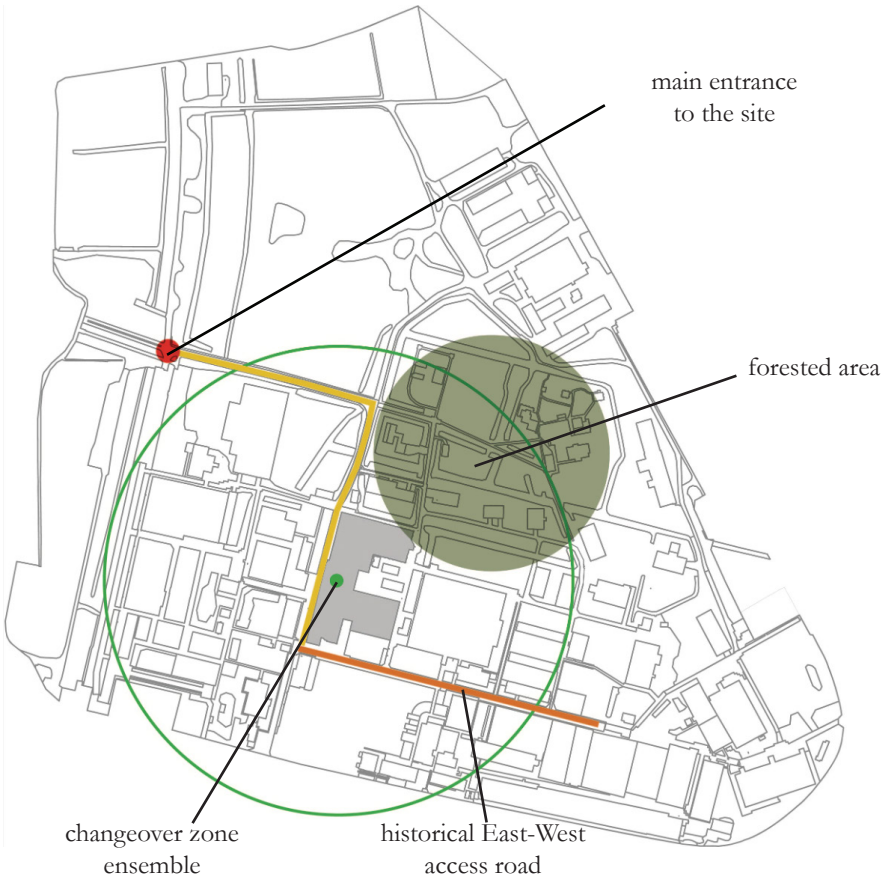 main entrance
to the site
forested area
changeover zone
ensemble
historical East-West
access road